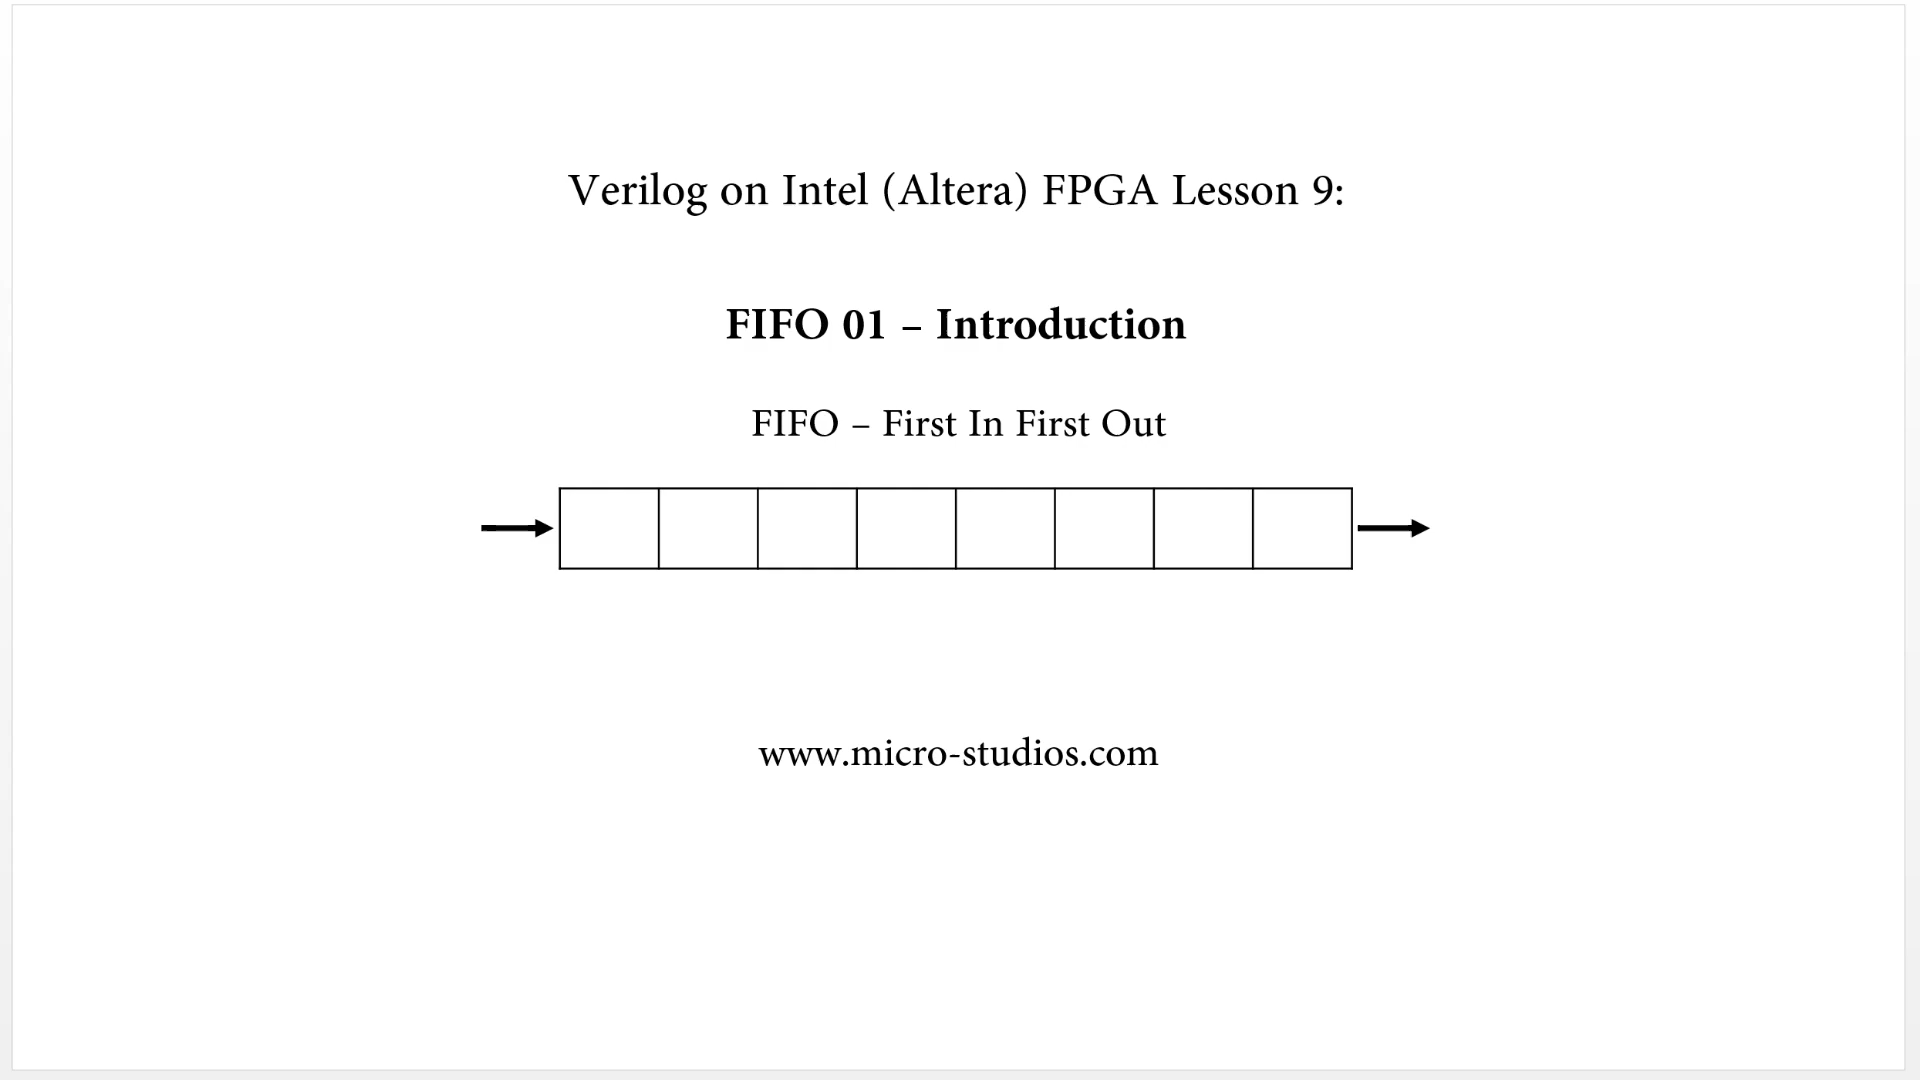 Verilog on Intel (Altera) FPGA Lesson 9:
FIFO 01 – Introduction
FIFO – First In First Out
www.micro-studios.com